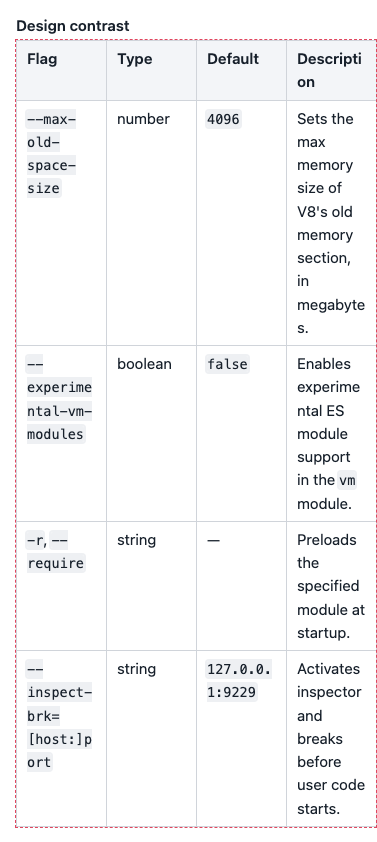 Design contrast
Flag Type Default Descripti
on
--max- number 4096 Sets the
old- max
space- memory
size size of
V8's old
memory
section,
in
megabyte
s.
-- boolean false Enables
experime experime
ntal-vm- ntal ES
modules module
support
in the vm
module.
-r, -- string — Preloads
require the
specified
module at
startup.
-- string 127.0.0. Activates
inspect- 1:9229 inspector
brk= and
[host:]p breaks
ort before
user code
starts.